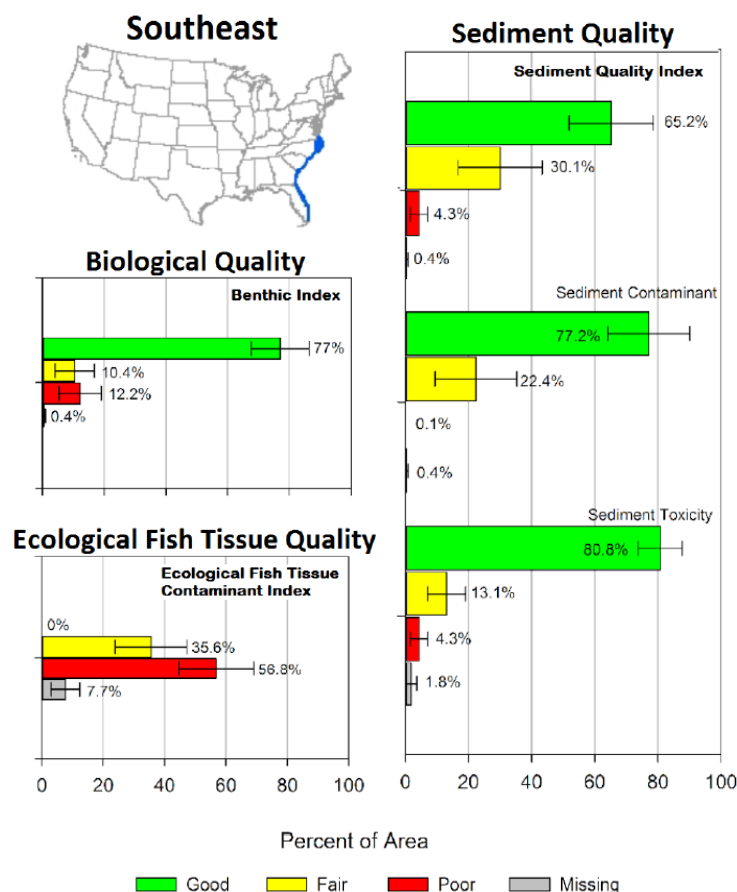 Southeast
Biological Quality
Benthic Index
77%
10.4%
12.2%
0.4%
Ecological Fish Tissue Quality
Ecological Fish Tissue
Contaminant Index
0%
35.6%
56.8%
7.7%
0 20 40 60 80 100
Sediment Quality
Sediment Quality Index
65.2%
30.1%
4.3%
0.4%
Sediment Contaminant
77.2%
22.4%
0.1%
0.4%
Sediment Toxicity
80.8%
13.1%
4.3%
1.8%
0 20 40 60 80 100
Percent of Area
Good Fair Poor Missing